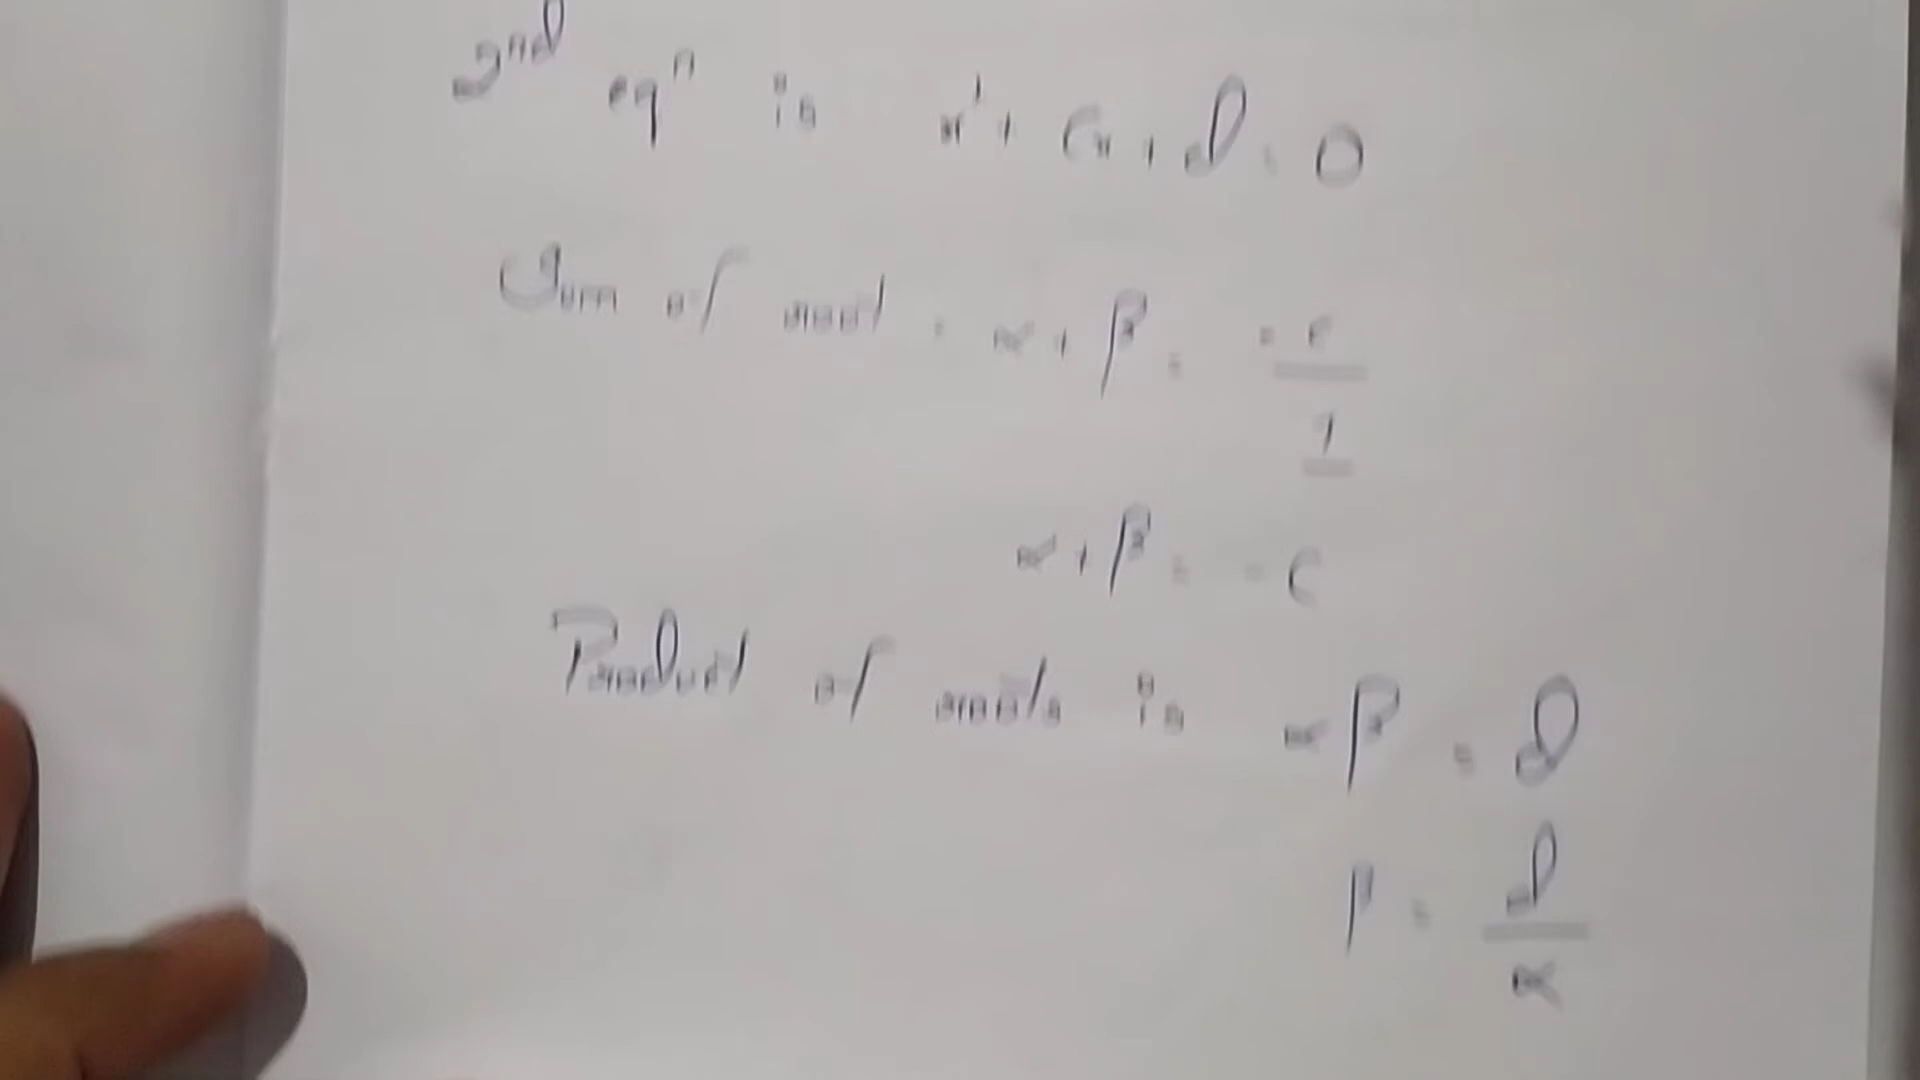 2nd eqn is x² + cx + d = 0
Sum of root = α + β = -c/1
α + β = -c
Product of roots is αβ = d
β = d/α